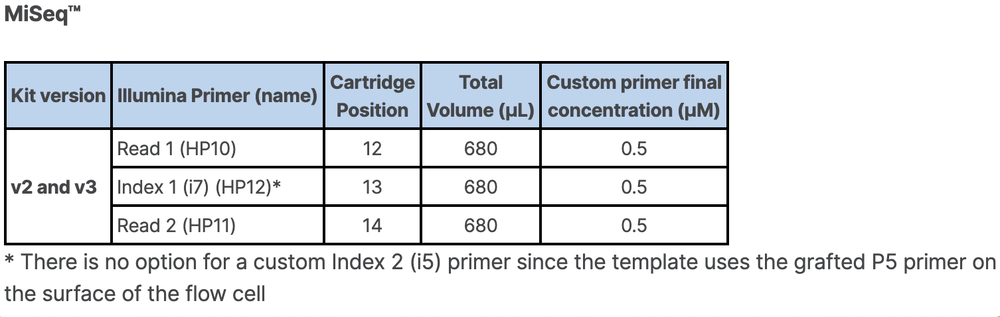 MiSeq™
Kit version Illumina Primer (name) Cartridge Position Total Volume (µL) Custom primer final concentration (µM)
v2 and v3
Read 1 (HP10) 12 680 0.5
Index 1 (i7) (HP12)* 13 680 0.5
Read 2 (HP11) 14 680 0.5
* There is no option for a custom Index 2 (i5) primer since the template uses the grafted P5 primer on
the surface of the flow cell